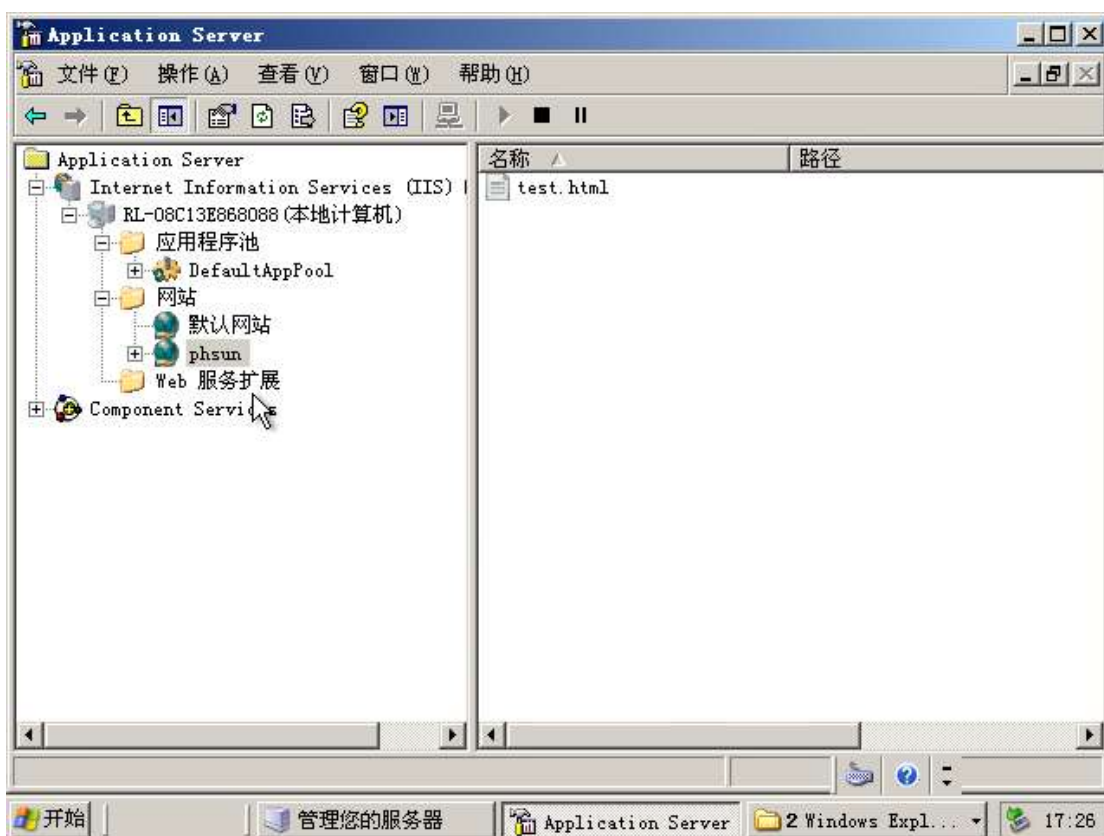 Application Server
文件(F) 操作(A) 查看(V) 窗口(W) 帮助(H)
Application Server
名称 路径
Internet Information Services (IIS)
test.html
RL-08C13E868088(本地计算机)
应用程序池
DefaultAppPool
网站
默认网站
phsun
Web 服务扩展
Component Services
开始 管理您的服务器 Application Server 2 Windows Expl... 17:26